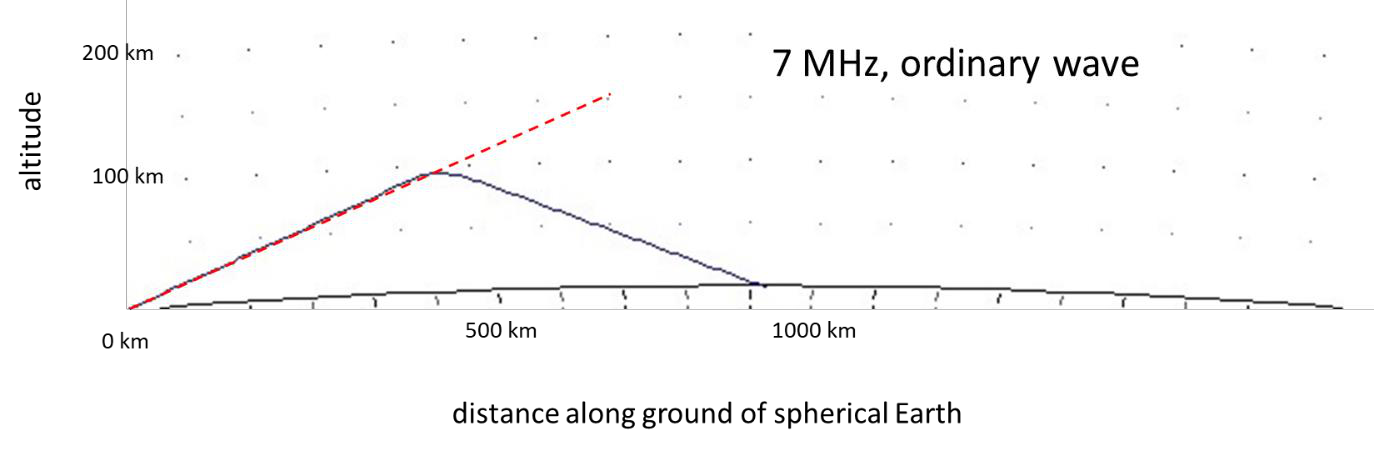 200 km
7 MHz, ordinary wave
altitude
100 km
0 km
500 km
1000 km
distance along ground of spherical Earth